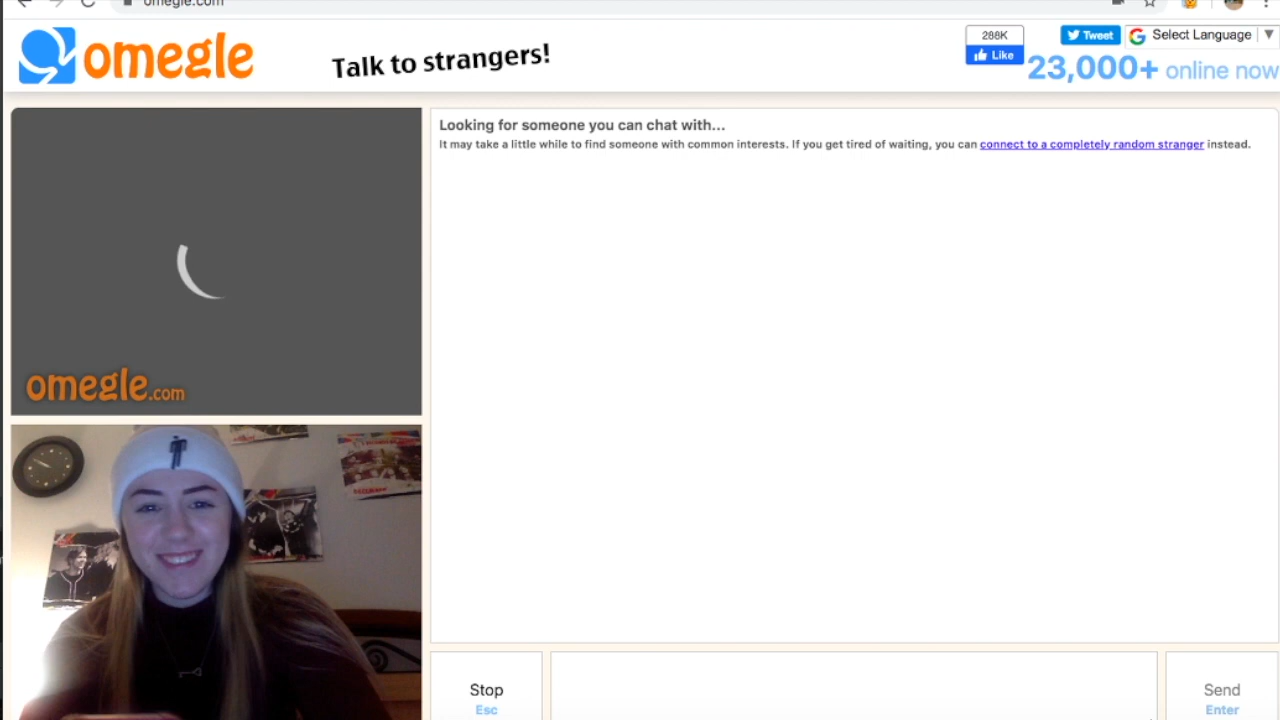 omegle.com
omegle
Talk to strangers!
288K
Like
Tweet
Select Language
23,000+ online now
Looking for someone you can chat with...
It may take a little while to find someone with common interests. If you get tired of waiting, you can connect to a completely random stranger instead.
omegle.com
Stop
Esc
Send
Enter